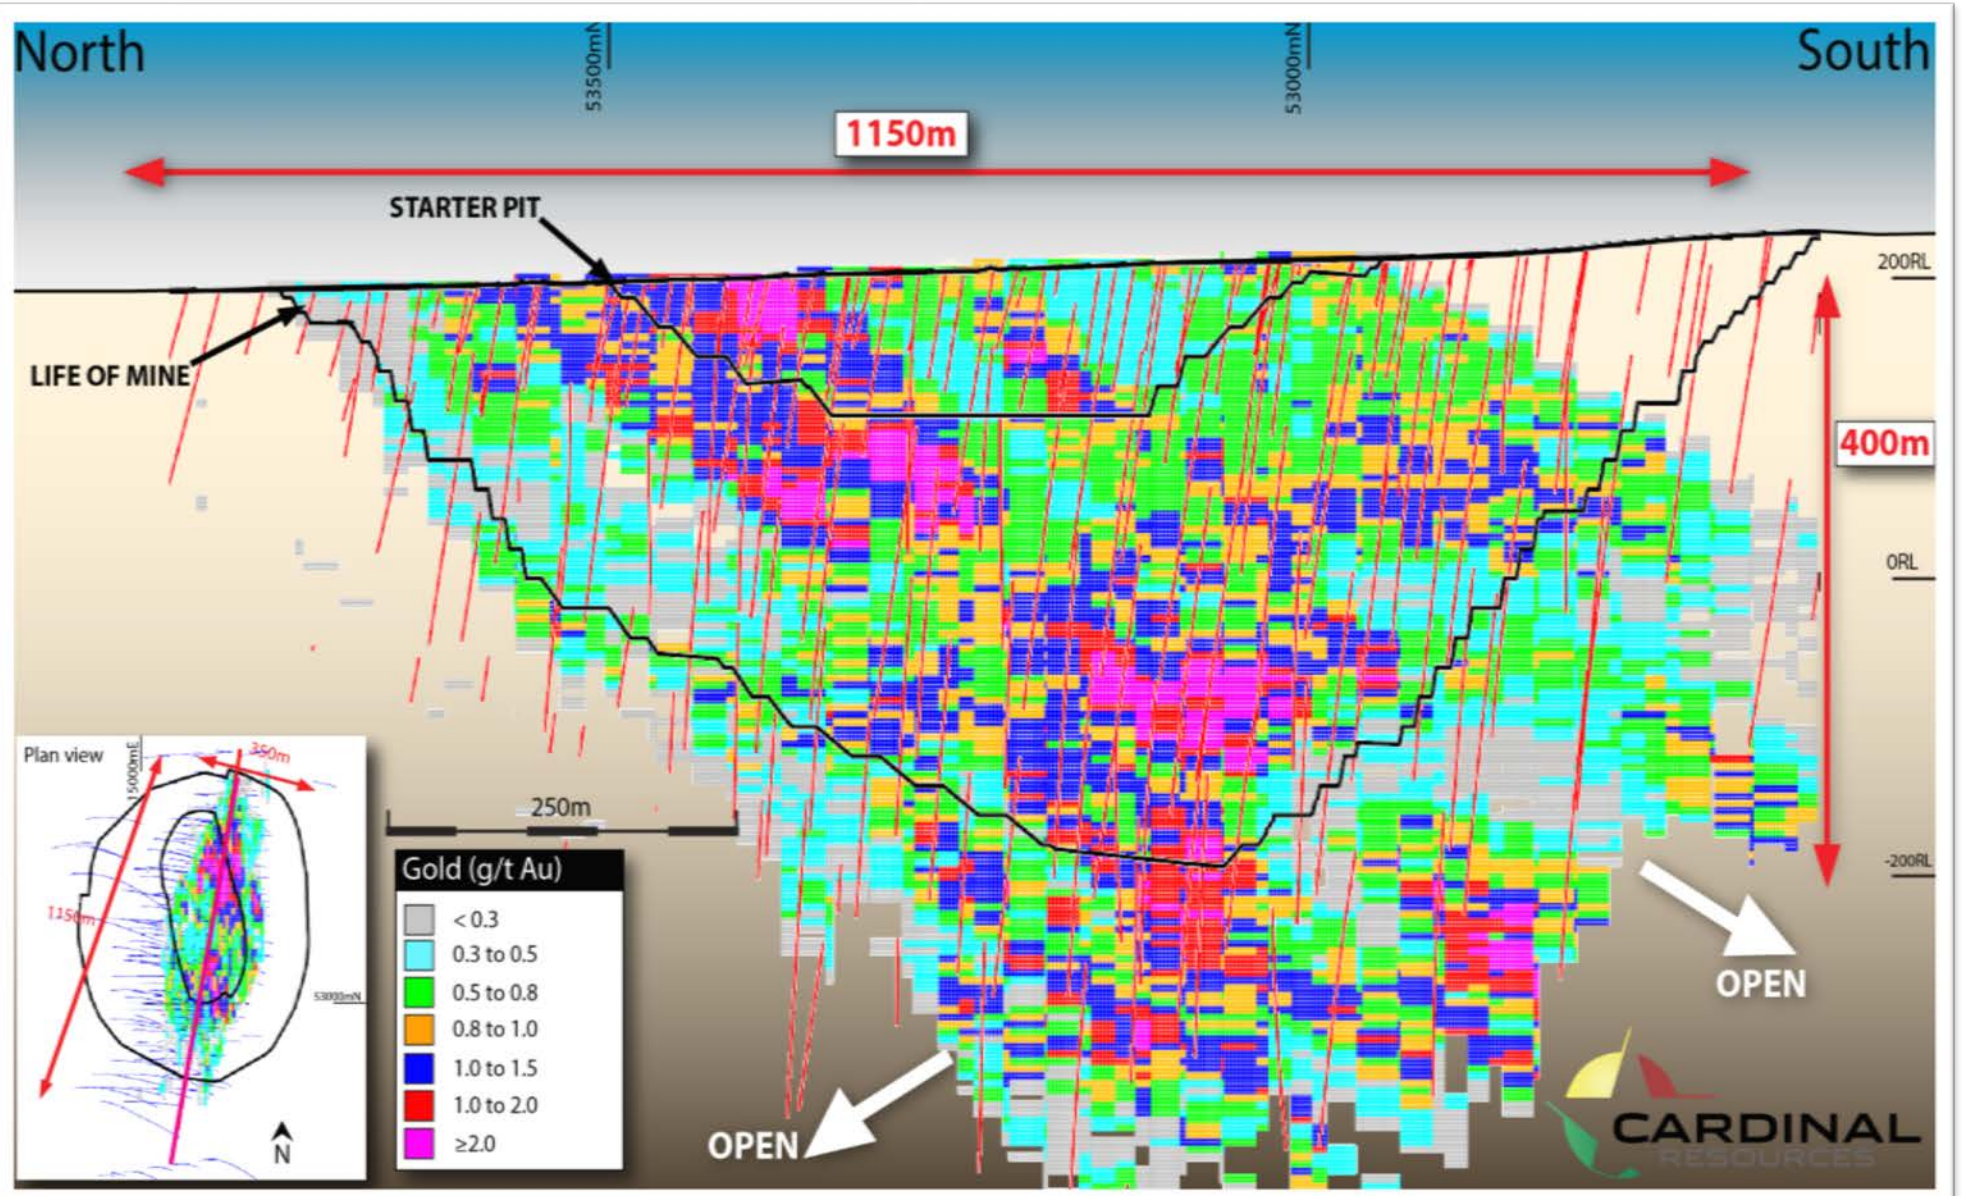 North
South
53500mN
53000mN
1150m
STARTER PIT
LIFE OF MINE
200RL
400m
0RL
-200RL
Plan view
15000mE
350m
1150m
53000mN
N
250m
Gold (g/t Au)
< 0.3
0.3 to 0.5
0.5 to 0.8
0.8 to 1.0
1.0 to 1.5
1.0 to 2.0
≥2.0
OPEN
OPEN
CARDINAL
RESOURCES